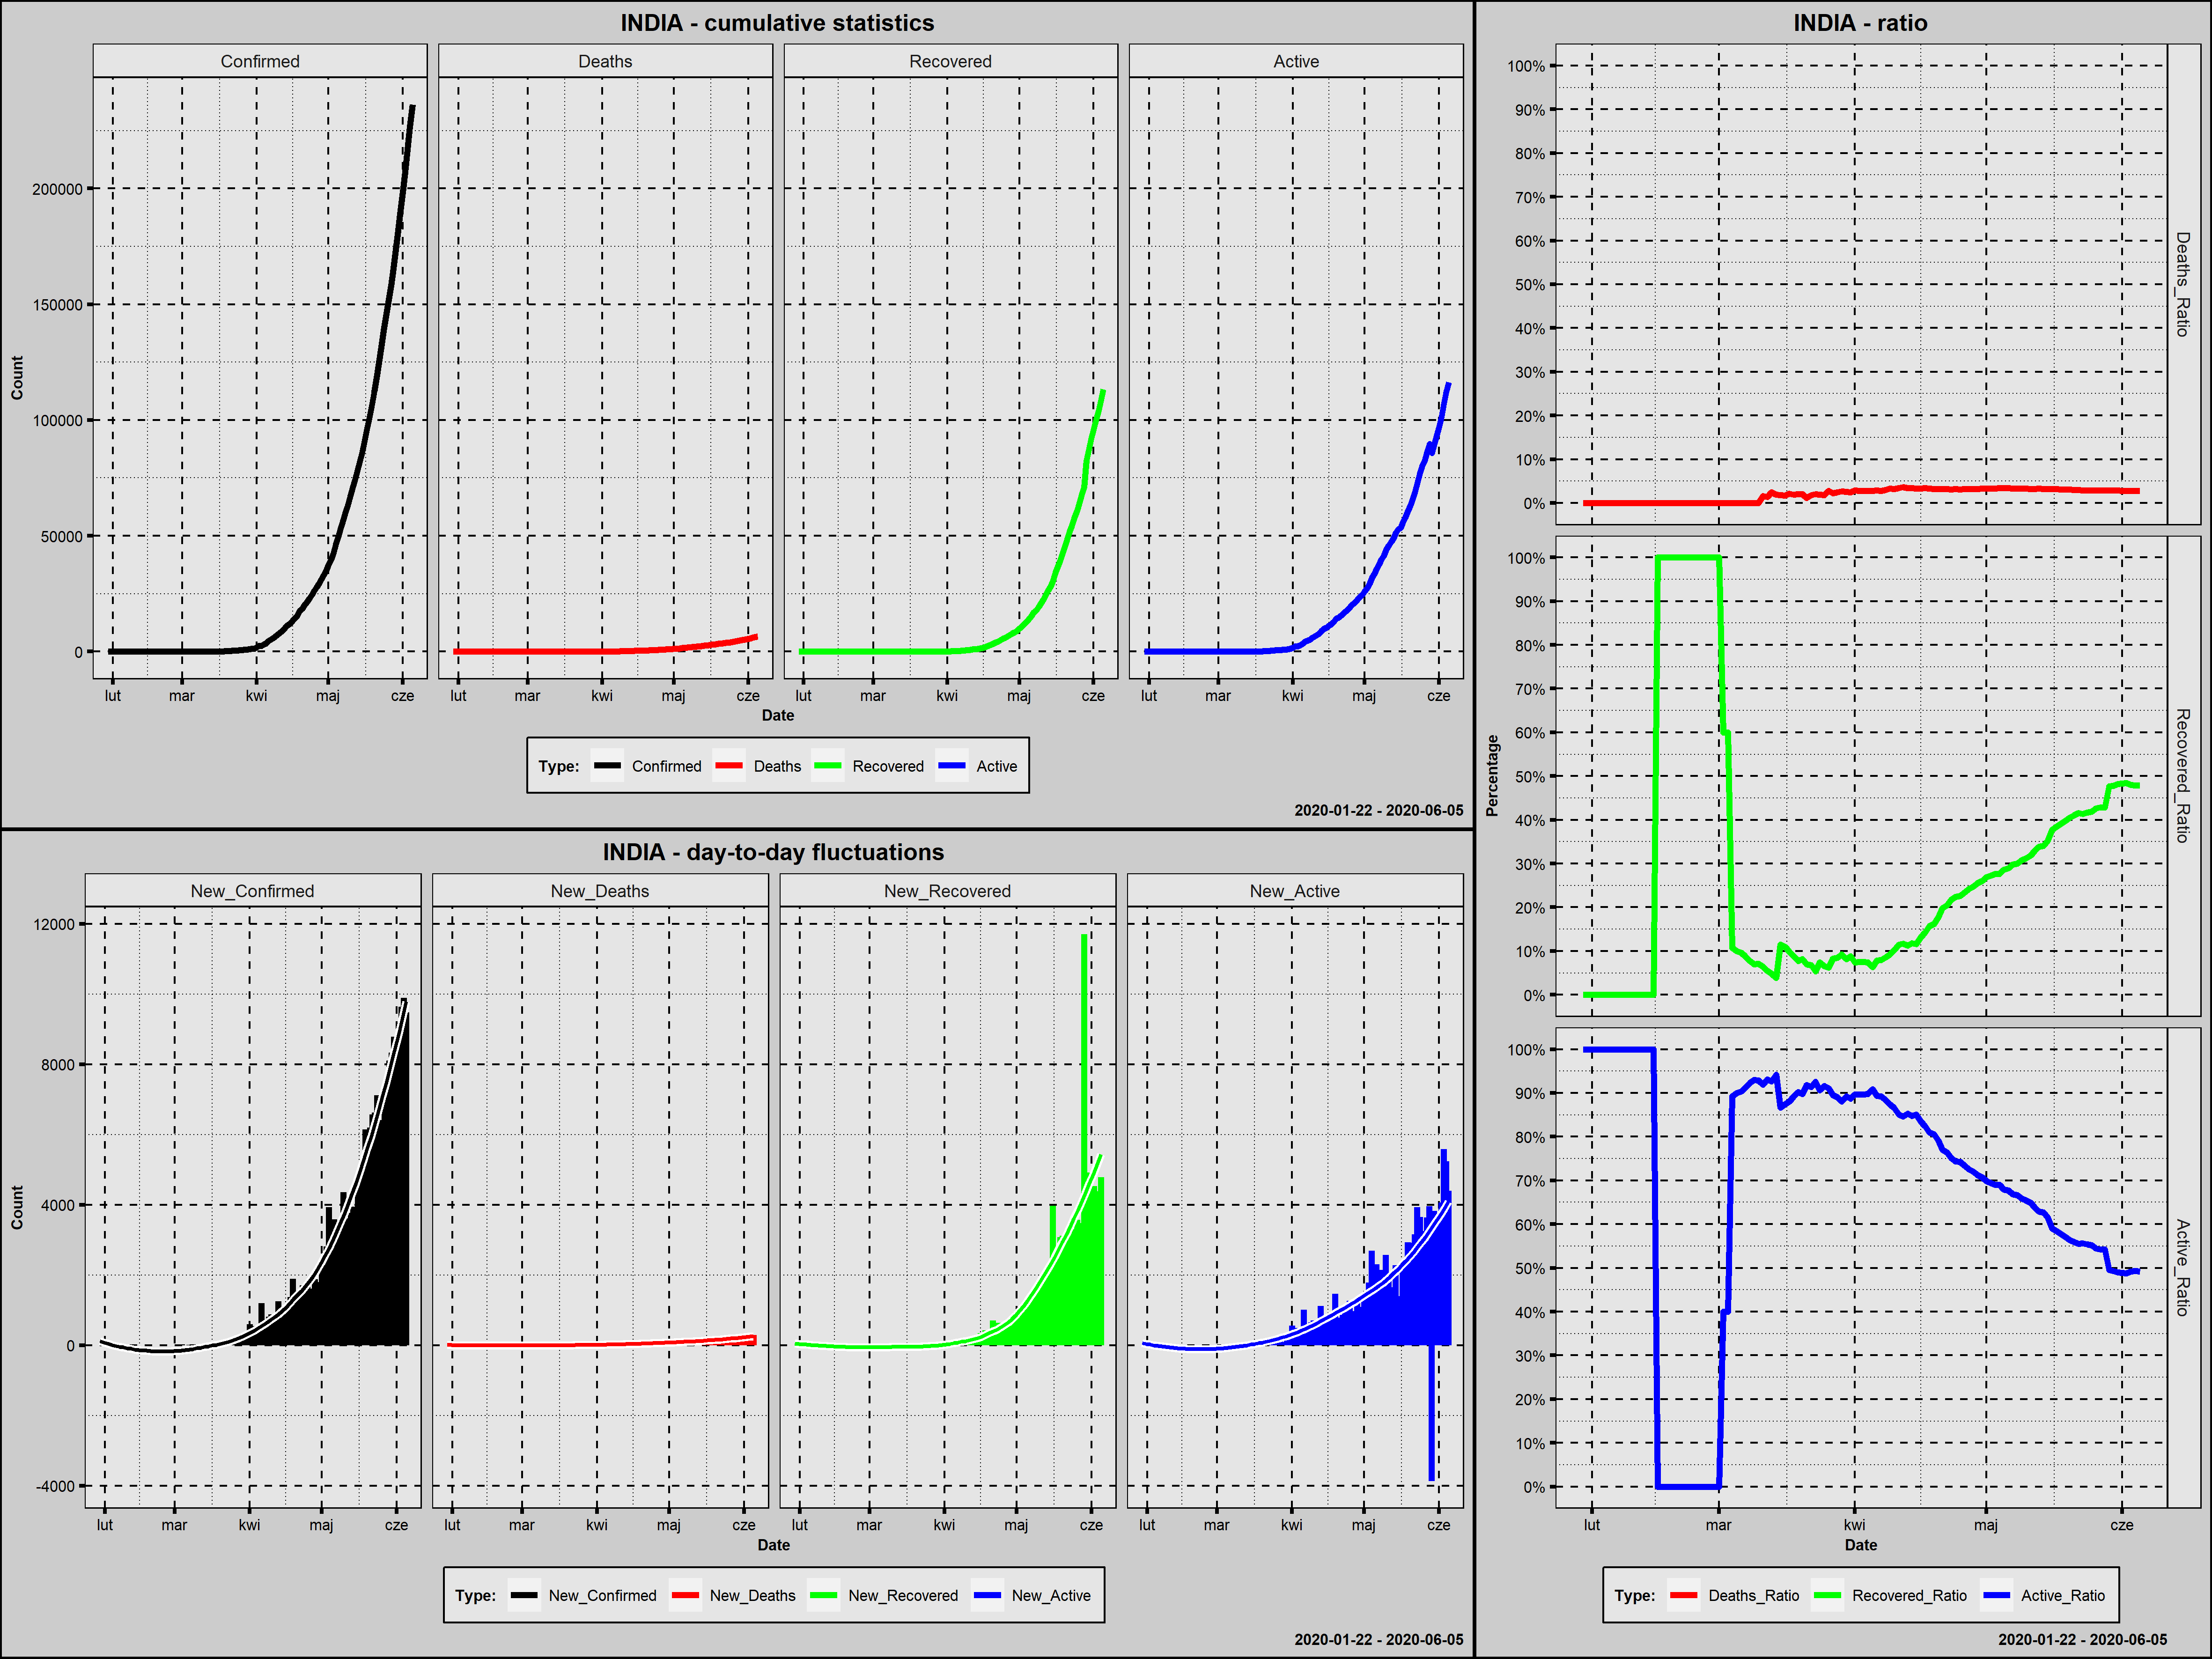 INDIA - cumulative statistics
Confirmed Deaths Recovered Active
200000
150000
100000
50000
0
Count
lut mar kwi maj cze lut mar kwi maj cze lut mar kwi maj cze lut mar kwi maj cze
Date
Type: Confirmed Deaths Recovered Active
2020-01-22 - 2020-06-05
INDIA - day-to-day fluctuations
New_Confirmed New_Deaths New_Recovered New_Active
12000
8000
4000
0
-4000
Count
lut mar kwi maj cze lut mar kwi maj cze lut mar kwi maj cze lut mar kwi maj cze
Date
Type: New_Confirmed New_Deaths New_Recovered New_Active
2020-01-22 - 2020-06-05
INDIA - ratio
100%
90%
80%
70%
60%
50%
40%
30%
20%
10%
0%
Deaths_Ratio
100%
90%
80%
70%
60%
50%
40%
30%
20%
10%
0%
Recovered_Ratio
Percentage
100%
90%
80%
70%
60%
50%
40%
30%
20%
10%
0%
Active_Ratio
lut mar kwi maj cze
Date
Type: Deaths_Ratio Recovered_Ratio Active_Ratio
2020-01-22 - 2020-06-05